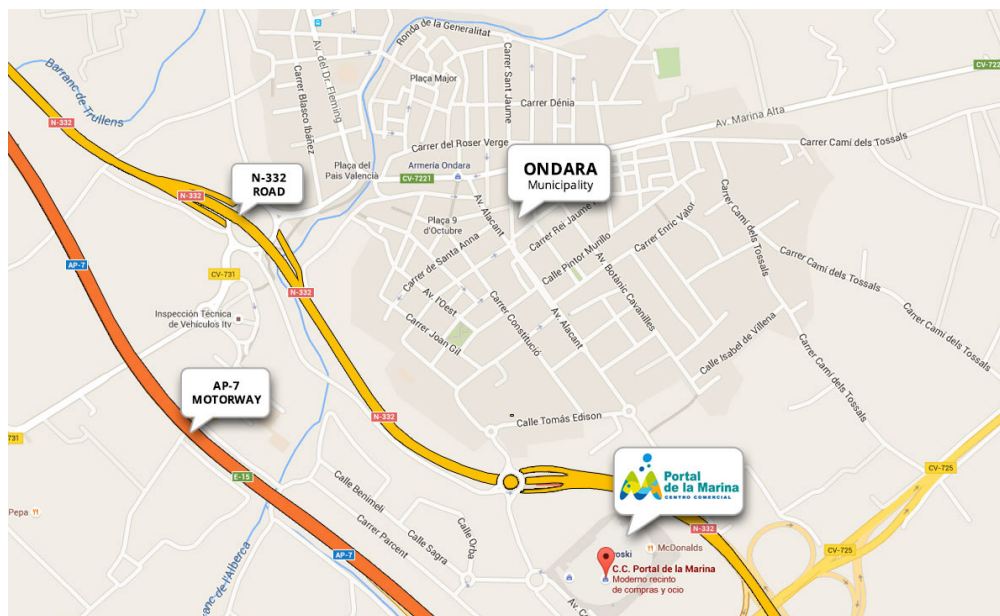 Ronda de la Generalitat
Av. del Dr. Fleming
Carrer Sant Jaume
Barranc de Trullens
Plaça Major
CV-722
Carrer Blasco Ibáñez
Carrer Dénia
Av. Marina Alta
N-332
Carrer del Roser Verge
Carrer Camí dels Tossals
Plaça del
País Valencià
Armería Ondara
CV-7221
ONDARA
Municipality
N-332
ROAD
N-332
Av. Alacant
Plaça 9
d'Octubre
Carrer Rei Jaume
Carrer Enric Valor
Carrer Camí dels Tossals
Carrer de Santa Anna
Calle Pintor Murillo
Carrer Camí dels Tossals
AP-7
CV-731
N-332
Av. l'Oest
Av. Botànic Cavanilles
Inspección Técnica
de Vehículos Itv
Carrer Joan Gil
Carrer Constitució
Av. Alacant
Calle Isabel de Villena
Carrer Camí dels Tossals
Carrer Camí dels Tossals
AP-7
MOTORWAY
N-332
Calle Tomás Edison
731
E-15
Portal
de la Marina
CENTRO COMERCIAL
CV-725
Calle Benimeli
Pepa
Carrer Parcent
Calle Sagra
Calle Orba
N-332
CV-725
AP-7
roski
McDonalds
C.C. Portal de la Marina
Moderno recinto
de compras y ocio
Barranc de l'Alberca